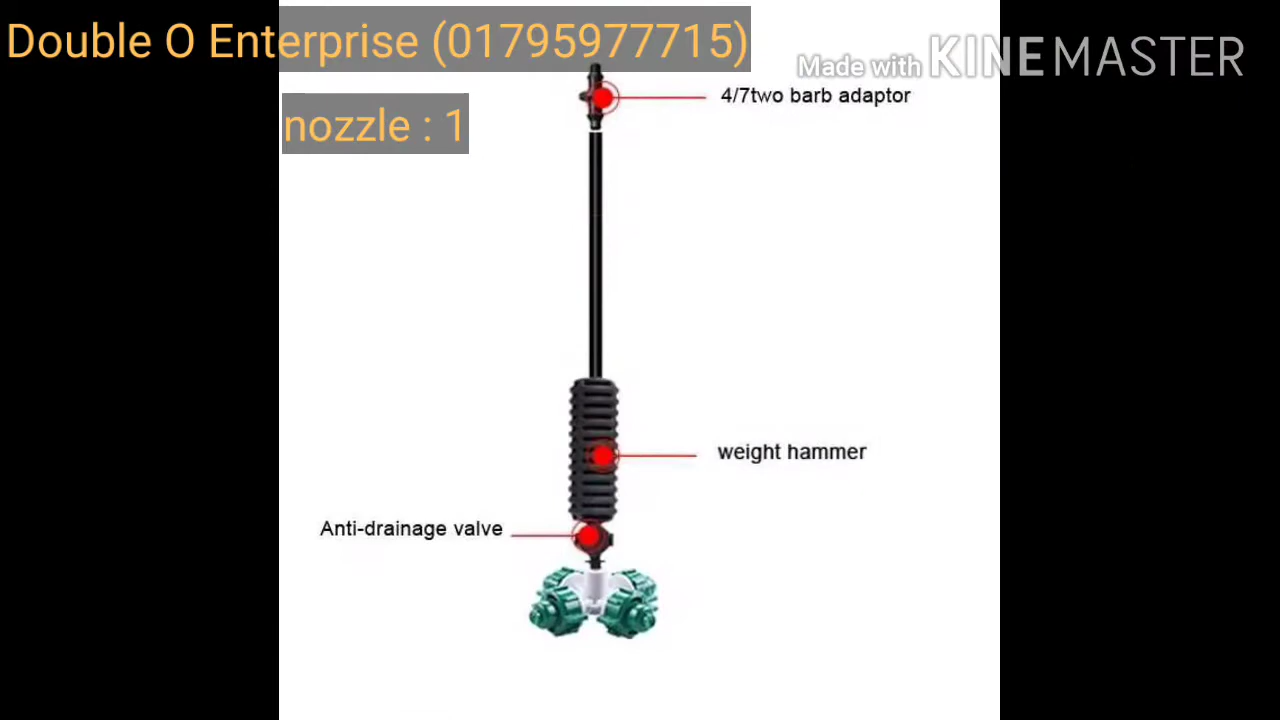 Double O Enterprise (01795977715)
Made with KINEMASTER
4/7two barb adaptor
nozzle : 1
weight hammer
Anti-drainage valve